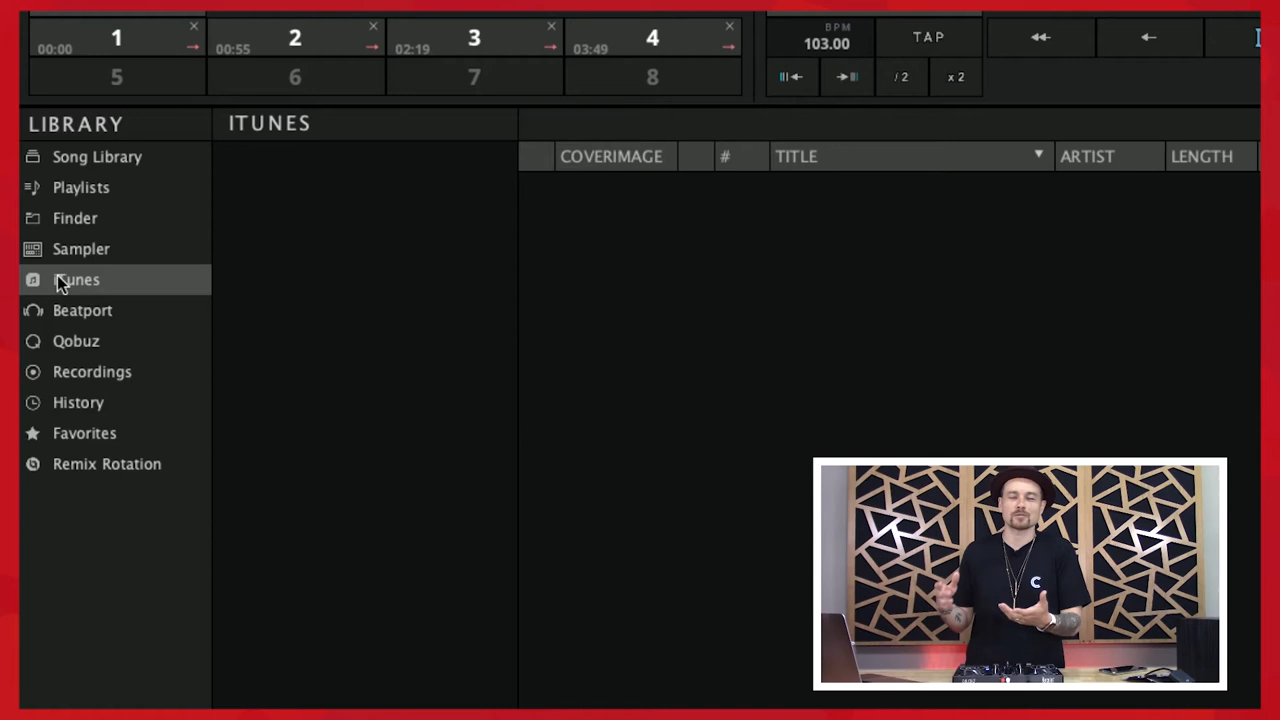 1 2 3 4
00:00 00:55 02:19 03:49
5 6 7 8
BPM
103.00
TAP
/ 2
x 2
LIBRARY
Song Library
Playlists
Finder
Sampler
iTunes
Beatport
Qobuz
Recordings
History
Favorites
Remix Rotation
ITUNES
COVERIMAGE # TITLE ARTIST LENGTH
C